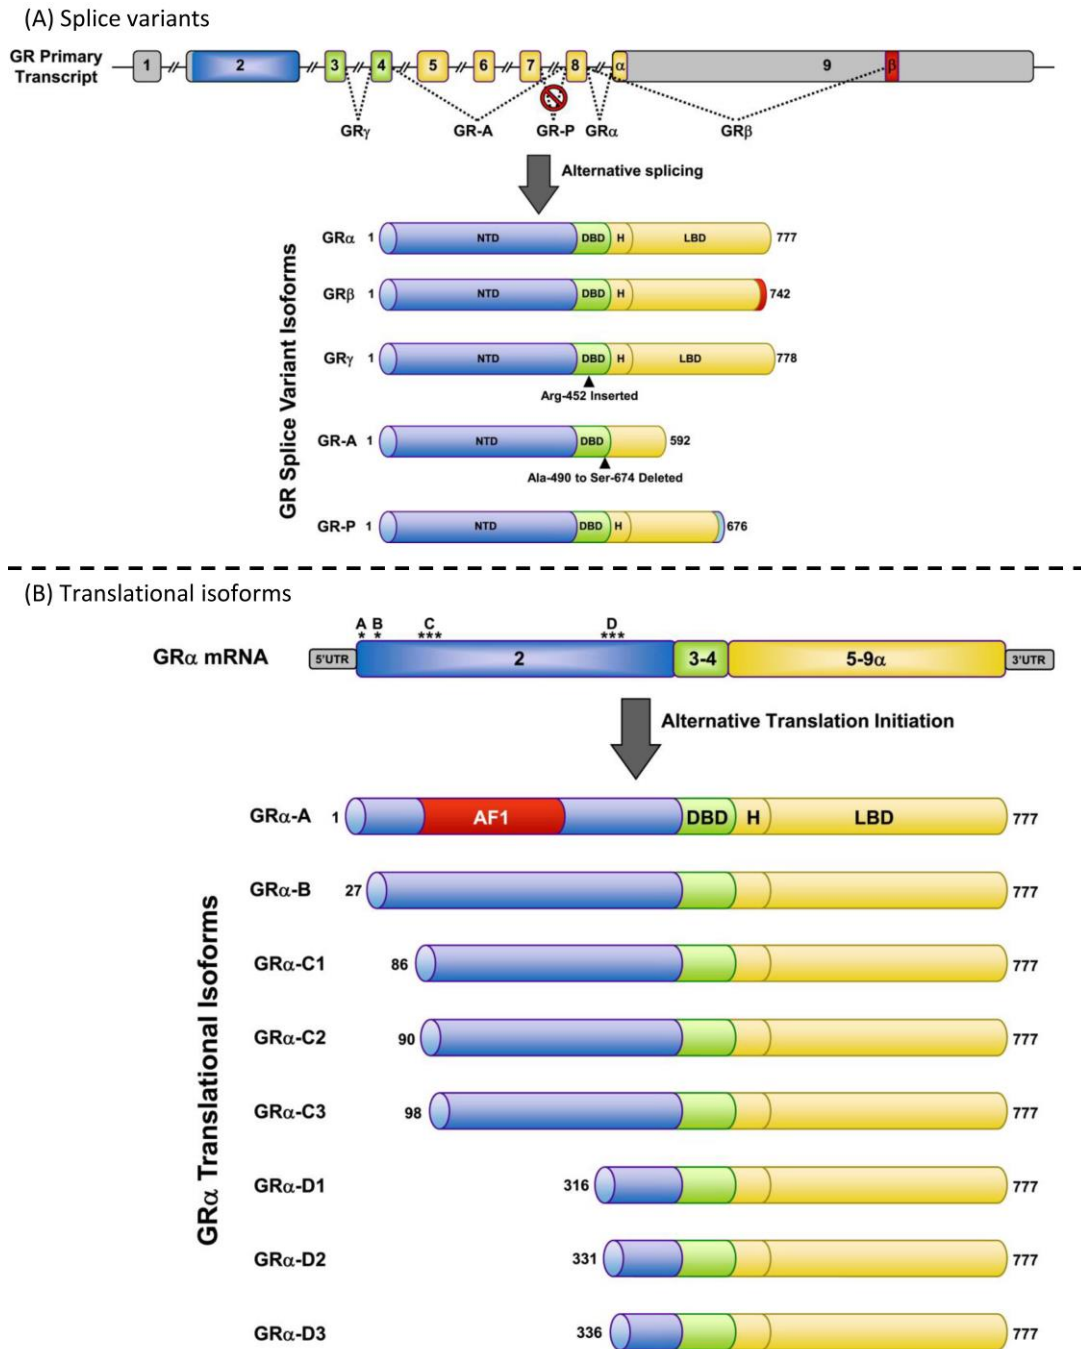 (A) Splice variants
GR Primary
Transcript
1 2 3 4 5 6 7 8 α 9 β
GRγ GR-A GR-P GRα GRβ
Alternative splicing
GR Splice Variant Isoforms
GRα 1 NTD DBD H LBD 777
GRβ 1 NTD DBD H 742
GRγ 1 NTD DBD H LBD 778
Arg-452 Inserted
GR-A 1 NTD DBD 592
Ala-490 to Ser-674 Deleted
GR-P 1 NTD DBD H 676
(B) Translational isoforms
A B C D
* * *** ***
GRα mRNA 5'UTR 2 3-4 5-9α 3'UTR
Alternative Translation Initiation
GRα Translational Isoforms
GRα-A 1 AF1 DBD H LBD 777
GRα-B 27 777
GRα-C1 86 777
GRα-C2 90 777
GRα-C3 98 777
GRα-D1 316 777
GRα-D2 331 777
GRα-D3 336 777